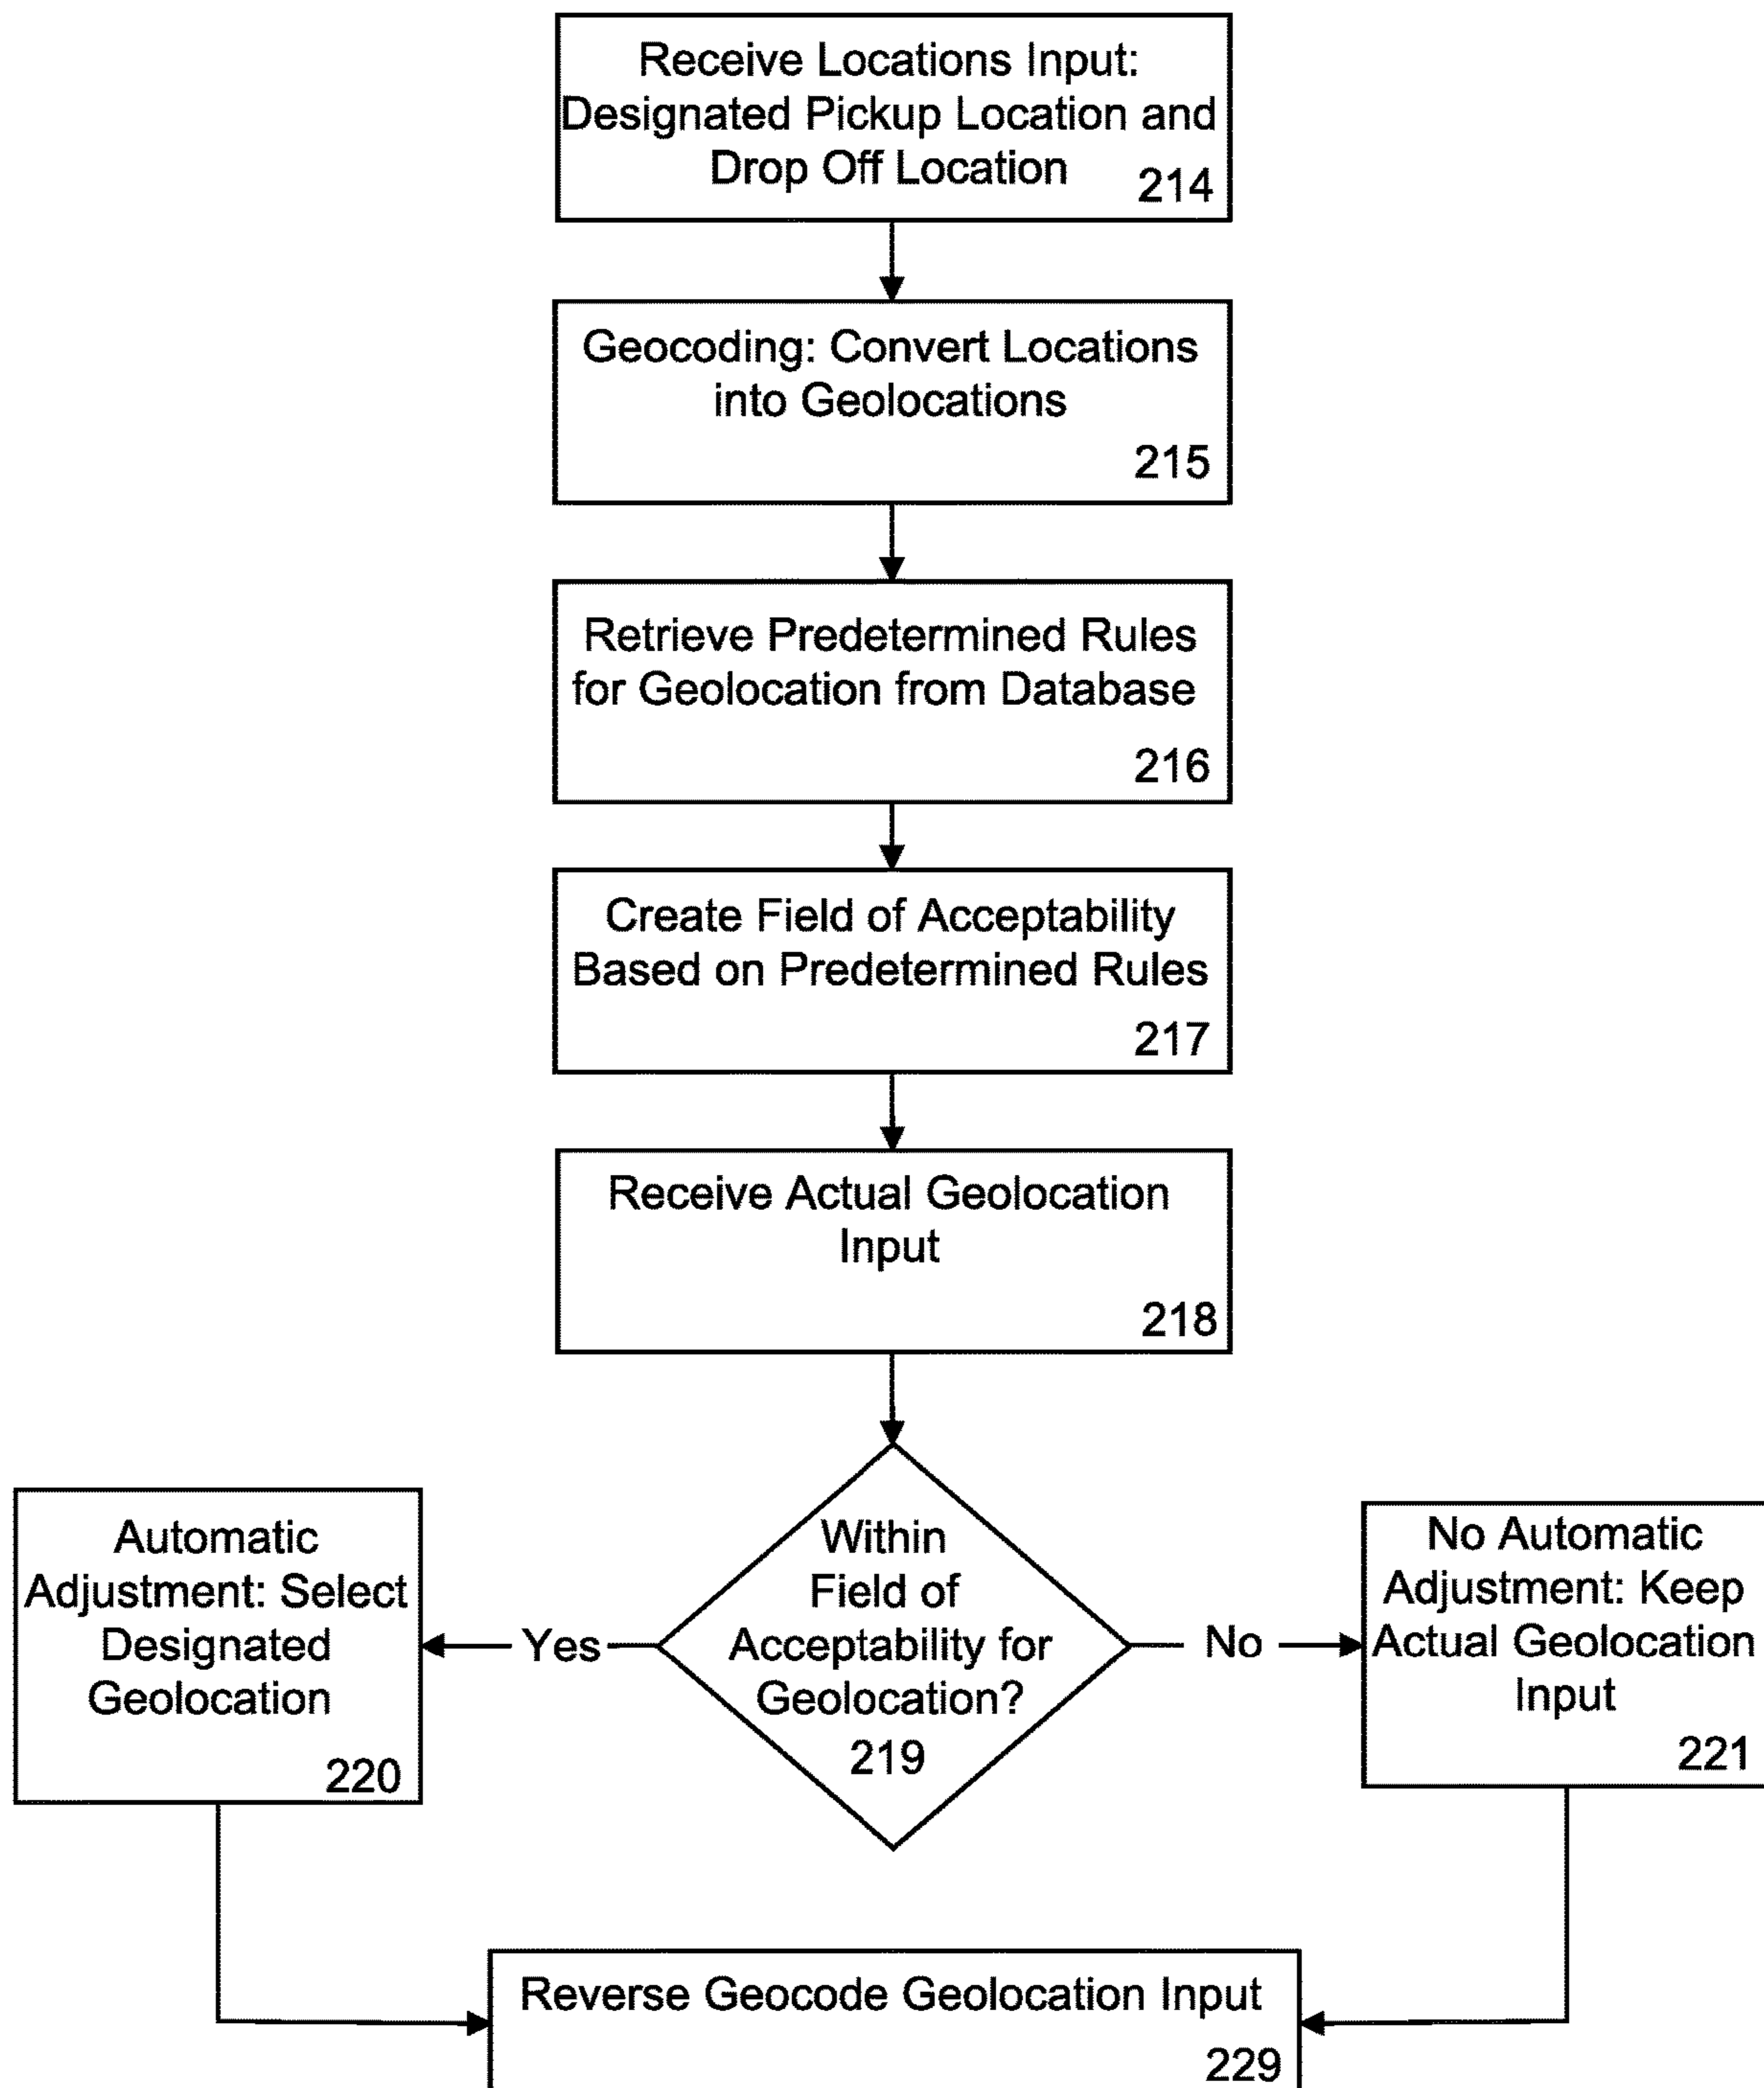 Receive Locations Input:
Designated Pickup Location and
Drop Off Location
214
Geocoding: Convert Locations
into Geolocations
215
Retrieve Predetermined Rules
for Geolocation from Database
216
Create Field of Acceptability
Based on Predetermined Rules
217
Receive Actual Geolocation
Input
218
Within
Field of
Acceptability for
Geolocation?
219
Yes
No
Automatic
Adjustment: Select
Designated
Geolocation
220
No Automatic
Adjustment: Keep
Actual Geolocation
Input
221
Reverse Geocode Geolocation Input
229